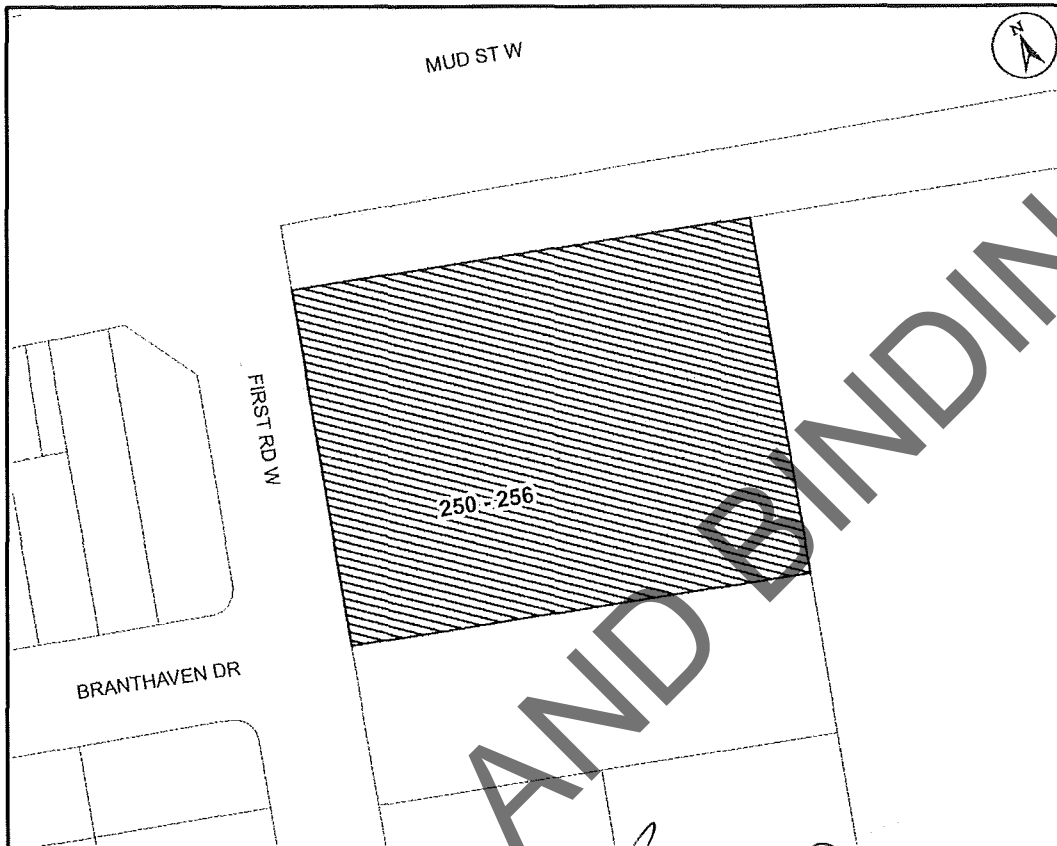 MUD ST W
N
FIRST RD W
250 - 256
BRANTHAVEN DR
AND BINDIN